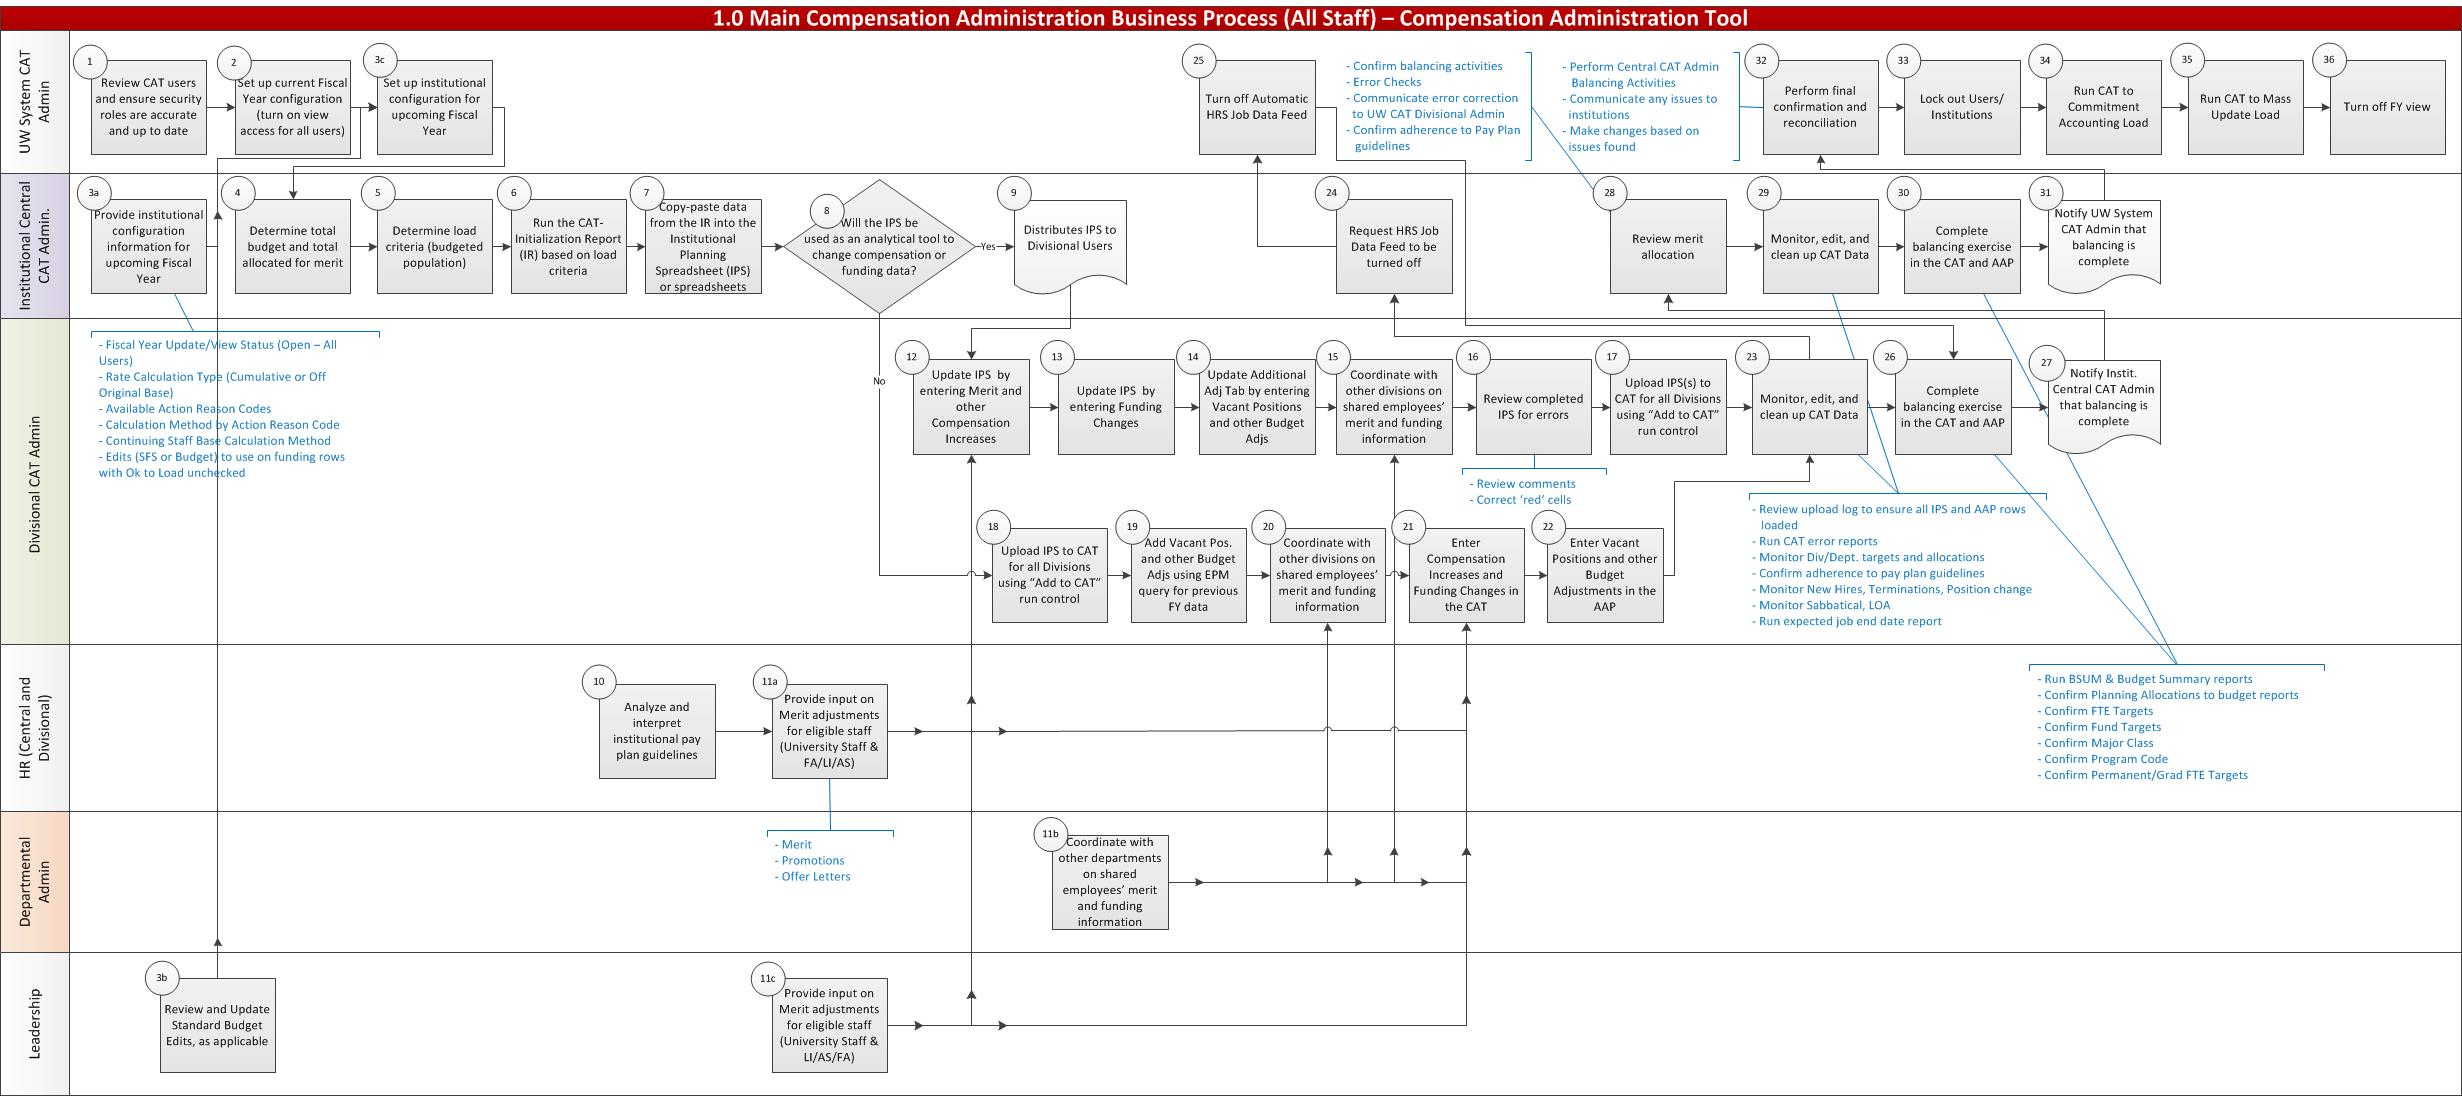 1.0 Main Compensation Administration Business Process (All Staff) – Compensation Administration Tool
UW System CAT
Admin
1
Review CAT users
and ensure security
roles are accurate
and up to date
2
Set up current Fiscal
Year configuration
(turn on view
access for all users)
3c
Set up institutional
configuration for
upcoming Fiscal
Year
25
Turn off Automatic
HRS Job Data Feed
- Confirm balancing activities
- Error Checks
- Communicate error correction
to UW CAT Divisional Admin
- Confirm adherence to Pay Plan
guidelines
- Perform Central CAT Admin
Balancing Activities
- Communicate any issues to
institutions
- Make changes based on
issues found
32
Perform final
confirmation and
reconciliation
33
Lock out Users/
Institutions
34
Run CAT to
Commitment
Accounting Load
35
Run CAT to Mass
Update Load
36
Turn off FY view
Institutional Central
CAT Admin.
3a
Provide institutional
configuration
information for
upcoming Fiscal
Year
4
Determine total
budget and total
allocated for merit
5
Determine load
criteria (budgeted
population)
6
Run the CAT-
Initialization Report
(IR) based on load
criteria
7
Copy-paste data
from the IR into the
Institutional
Planning
Spreadsheet (IPS)
or spreadsheets
8
Will the IPS be
used as an analytical tool to
change compensation or
funding data?
Yes
No
9
Distributes IPS to
Divisional Users
24
Request HRS Job
Data Feed to be
turned off
28
Review merit
allocation
29
Monitor, edit, and
clean up CAT Data
30
Complete
balancing exercise
in the CAT and AAP
31
Notify UW System
CAT Admin that
balancing is
complete
Divisional CAT Admin
- Fiscal Year Update/View Status (Open – All
Users)
- Rate Calculation Type (Cumulative or Off
Original Base)
- Available Action Reason Codes
- Calculation Method by Action Reason Code
- Continuing Staff Base Calculation Method
- Edits (SFS or Budget) to use on funding rows
with Ok to Load unchecked
12
Update IPS by
entering Merit and
other
Compensation
Increases
13
Update IPS by
entering Funding
Changes
14
Update Additional
Adj Tab by entering
Vacant Positions
and other Budget
Adjs
15
Coordinate with
other divisions on
shared employees’
merit and funding
information
16
Review completed
IPS for errors
- Review comments
- Correct ‘red’ cells
17
Upload IPS(s) to
CAT for all Divisions
using “Add to CAT”
run control
23
Monitor, edit, and
clean up CAT Data
26
Complete
balancing exercise
in the CAT and AAP
27
Notify Instit.
Central CAT Admin
that balancing is
complete
18
Upload IPS to CAT
for all Divisions
using “Add to CAT”
run control
19
Add Vacant Pos.
and other Budget
Adjs using EPM
query for previous
FY data
20
Coordinate with
other divisions on
shared employees’
merit and funding
information
21
Enter
Compensation
Increases and
Funding Changes in
the CAT
22
Enter Vacant
Positions and other
Budget
Adjustments in the
AAP
- Review upload log to ensure all IPS and AAP rows
loaded
- Run CAT error reports
- Monitor Div/Dept. targets and allocations
- Confirm adherence to pay plan guidelines
- Monitor New Hires, Terminations, Position change
- Monitor Sabbatical, LOA
- Run expected job end date report
HR (Central and
Divisional)
10
Analyze and
interpret
institutional pay
plan guidelines
11a
Provide input on
Merit adjustments
for eligible staff
(University Staff &
FA/LI/AS)
- Run BSUM & Budget Summary reports
- Confirm Planning Allocations to budget reports
- Confirm FTE Targets
- Confirm Fund Targets
- Confirm Major Class
- Confirm Program Code
- Confirm Permanent/Grad FTE Targets
Departmental
Admin
- Merit
- Promotions
- Offer Letters
11b
Coordinate with
other departments
on shared
employees’ merit
and funding
information
Leadership
3b
Review and Update
Standard Budget
Edits, as applicable
11c
Provide input on
Merit adjustments
for eligible staff
(University Staff &
LI/AS/FA)